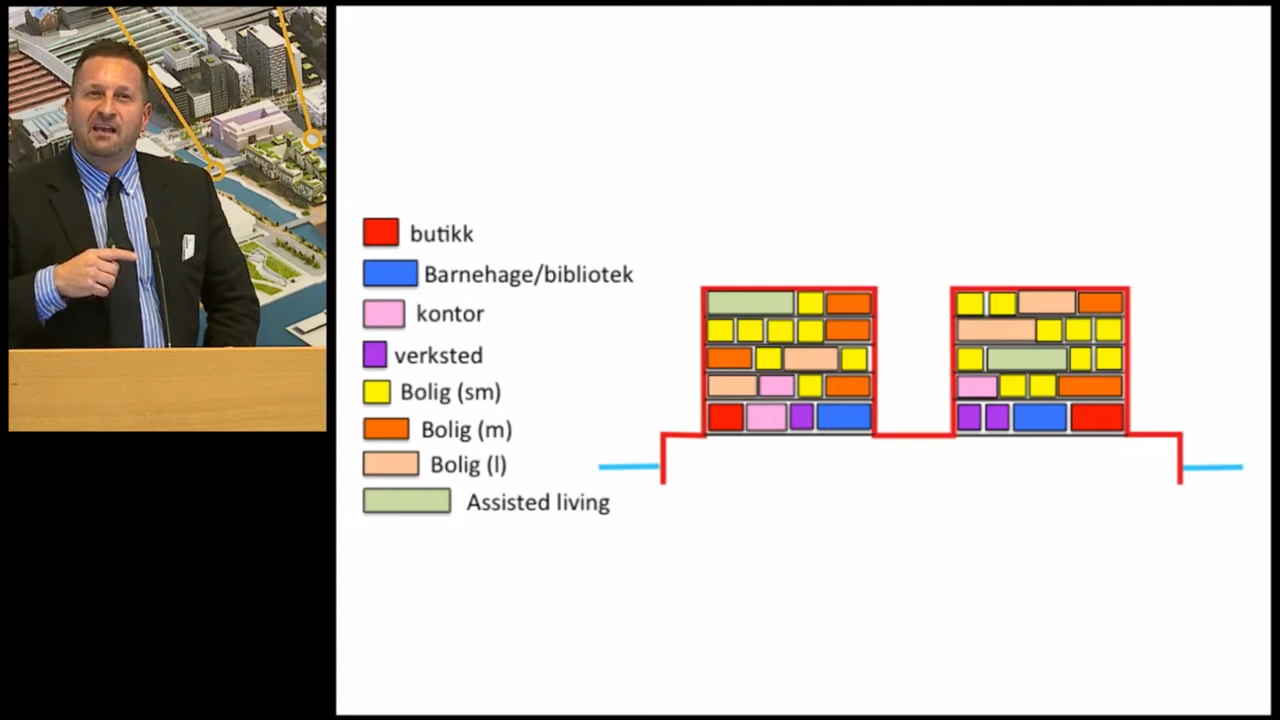 butikk
Barnehage/bibliotek
kontor
verksted
Bolig (sm)
Bolig (m)
Bolig (l)
Assisted living